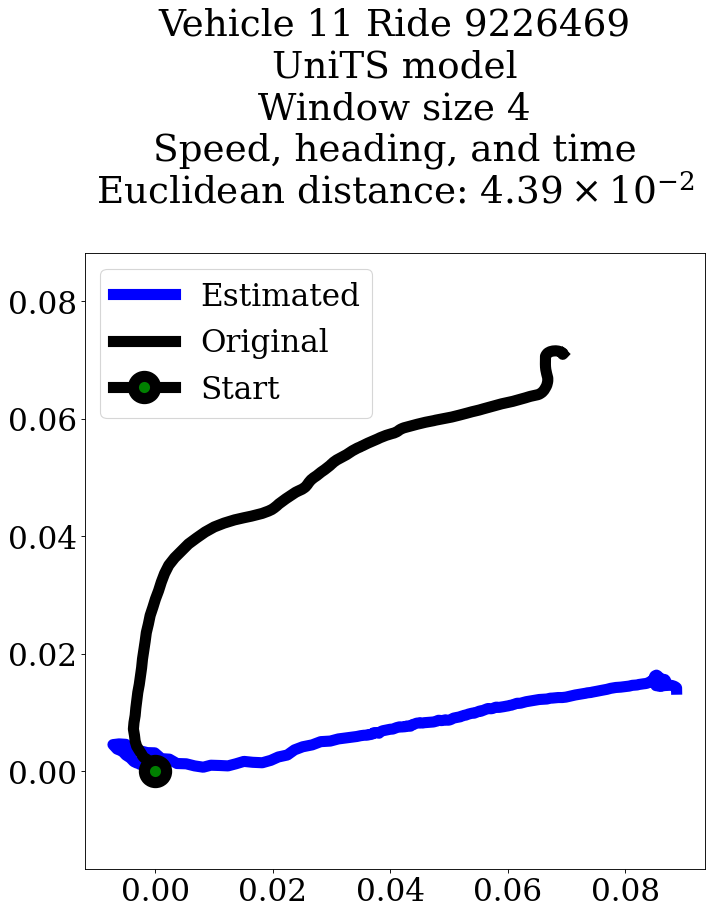 Vehicle 11 Ride 9226469
UniTS model
Window size 4
Speed, heading, and time
Euclidean distance: 4.39 × 10⁻²
Estimated
Original
Start
0.08
0.06
0.04
0.02
0.00
0.00 0.02 0.04 0.06 0.08